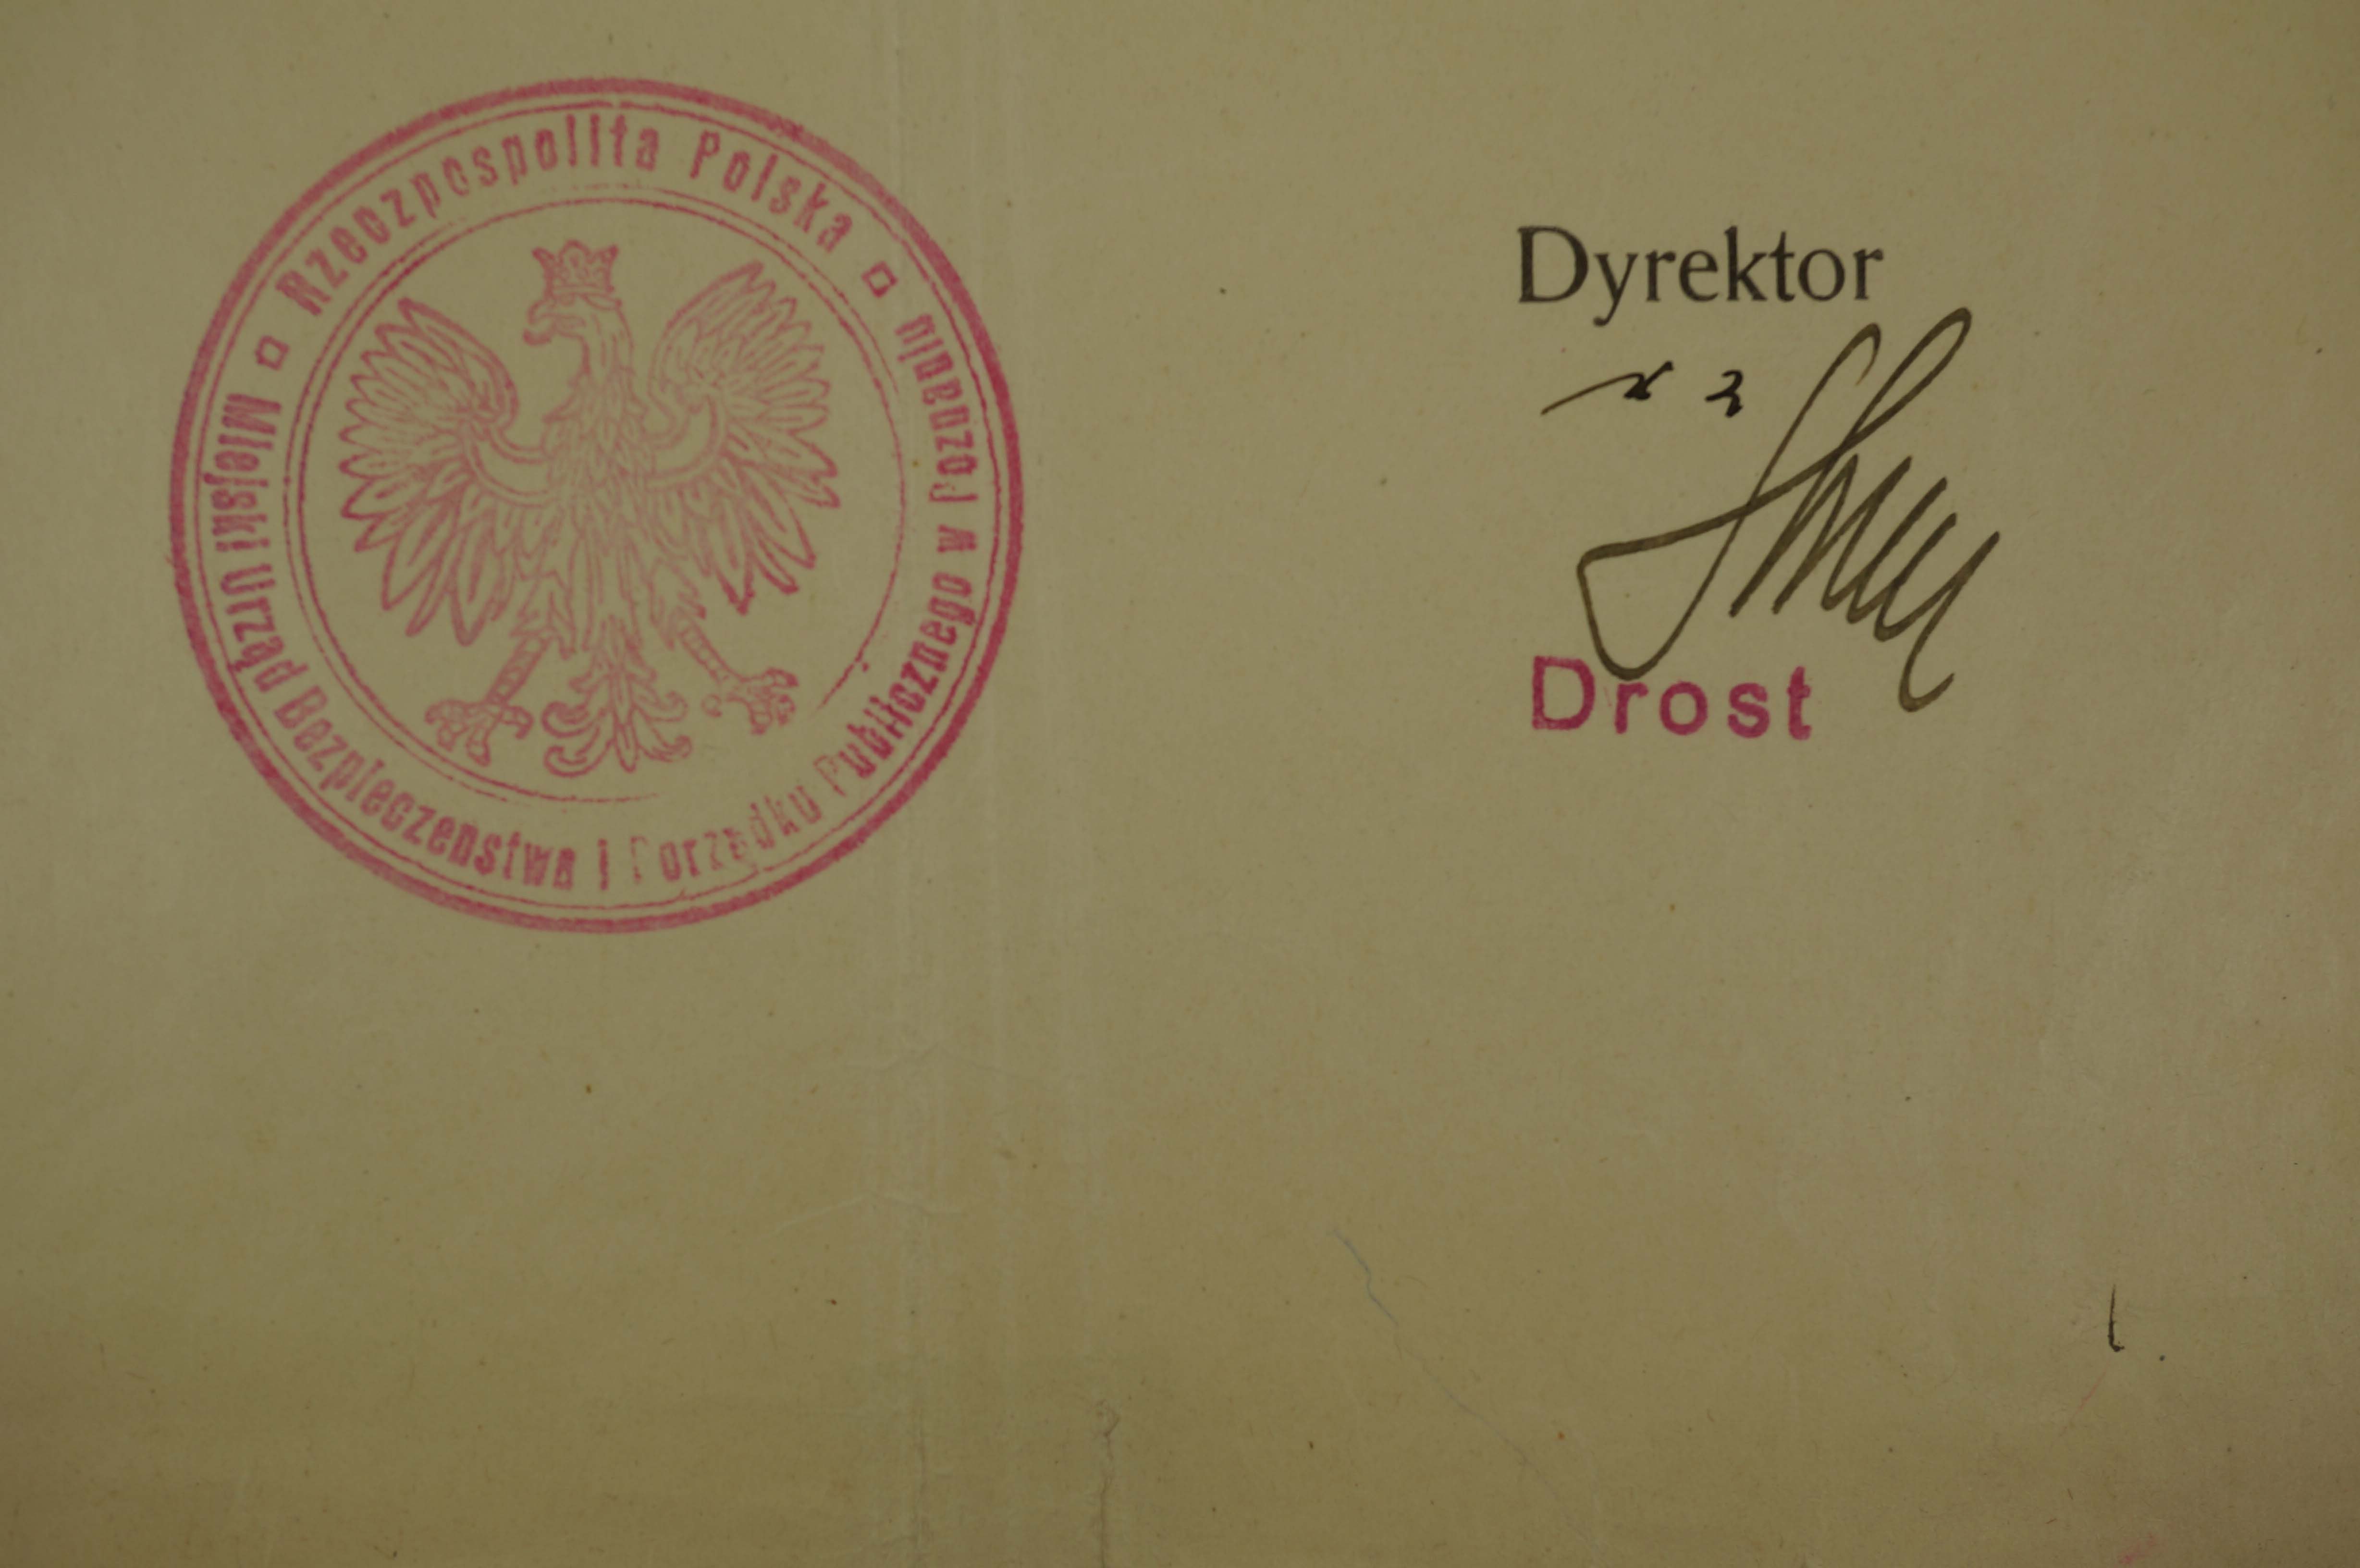 Rzeczpospolita Polska
Miejski Urząd Bezpieczeństwa i Porządku Publicznego w Poznaniu
Dyrektor
Drost